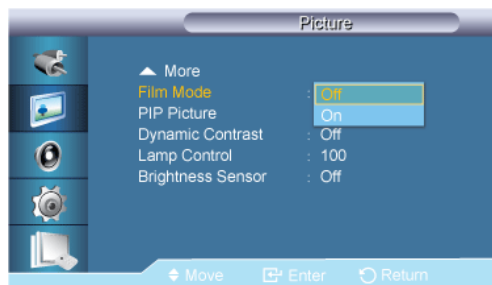 Picture
▲ More
Film Mode : Off
PIP Picture On
Dynamic Contrast : Off
Lamp Control : 100
Brightness Sensor : Off
Move Enter Return